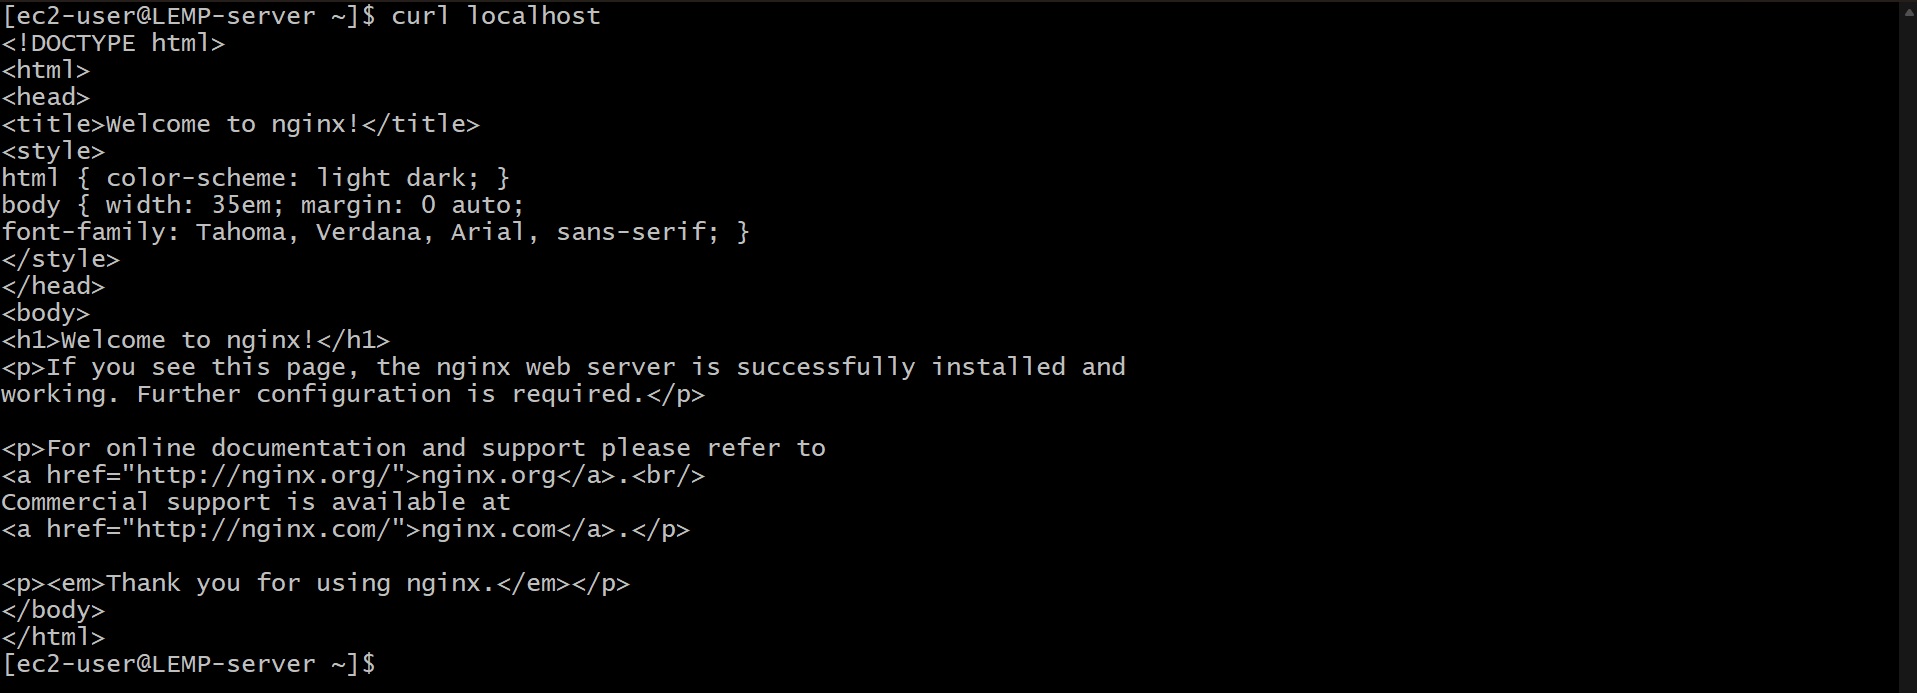 [ec2-user@LEMP-server ~]$ curl localhost
<!DOCTYPE html>
<html>
<head>
<title>Welcome to nginx!</title>
<style>
html { color-scheme: light dark; }
body { width: 35em; margin: 0 auto;
font-family: Tahoma, Verdana, Arial, sans-serif; }
</style>
</head>
<body>
<h1>Welcome to nginx!</h1>
<p>If you see this page, the nginx web server is successfully installed and
working. Further configuration is required.</p>

<p>For online documentation and support please refer to
<a href="http://nginx.org/">nginx.org</a>.<br/>
Commercial support is available at
<a href="http://nginx.com/">nginx.com</a>.</p>

<p><em>Thank you for using nginx.</em></p>
</body>
</html>
[ec2-user@LEMP-server ~]$